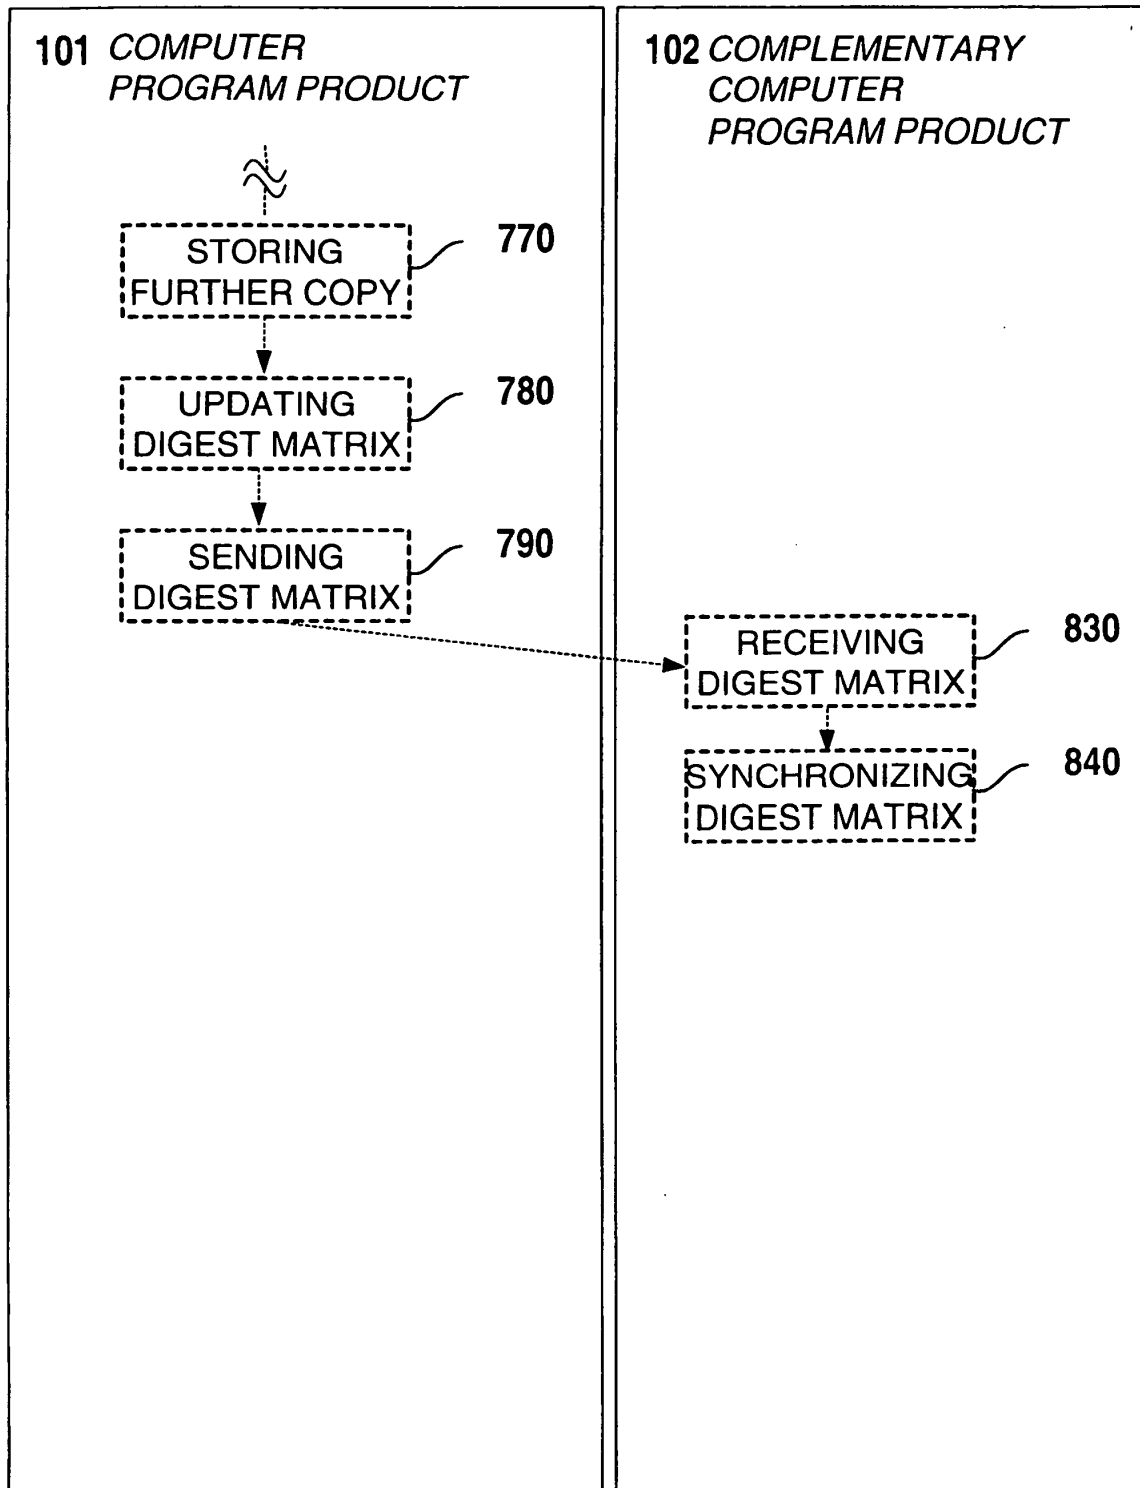 101 COMPUTER
PROGRAM PRODUCT
STORING
FURTHER COPY
770
UPDATING
DIGEST MATRIX
780
SENDING
DIGEST MATRIX
790
102 COMPLEMENTARY
COMPUTER
PROGRAM PRODUCT
RECEIVING
DIGEST MATRIX
830
SYNCHRONIZING
DIGEST MATRIX
840